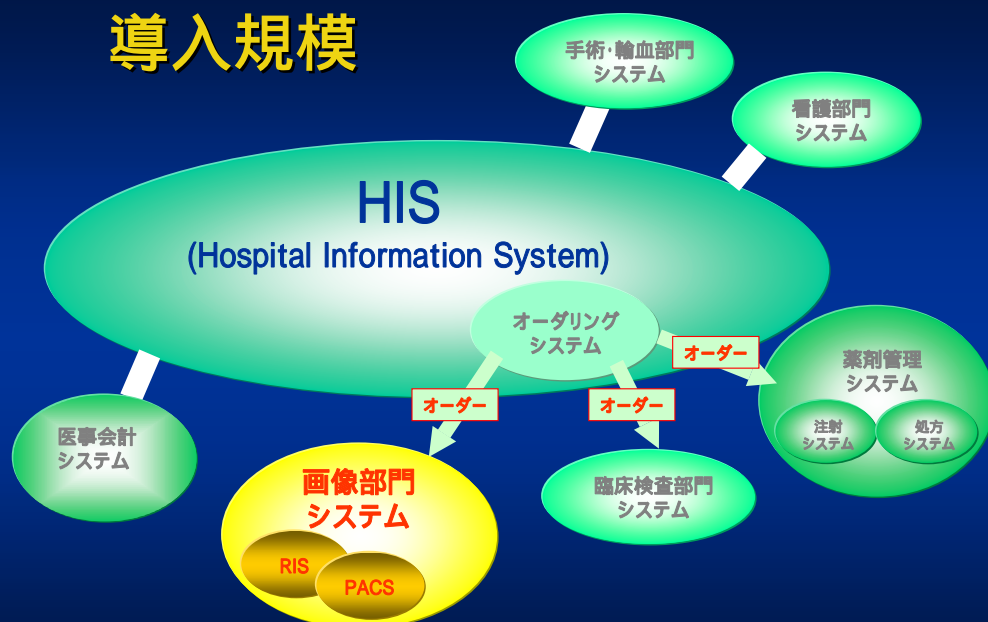 導入規模
手術・輸血部門
システム
看護部門
システム
HIS
(Hospital Information System)
オーダリング
システム
オーダー
オーダー
オーダー
薬剤管理
システム
注射
システム
処方
システム
医事会計
システム
画像部門
システム
RIS
PACS
臨床検査部門
システム